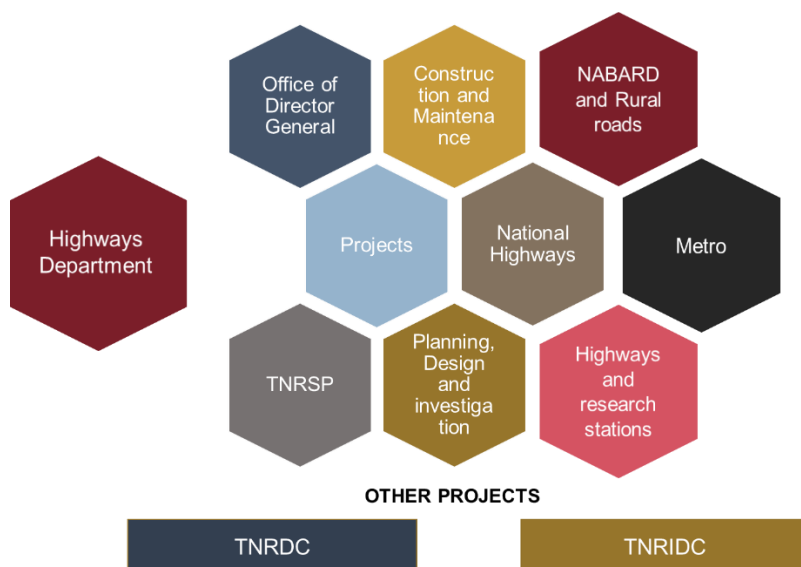 Office of
Director
General
Construc
tion and
Maintena
nce
NABARD
and Rural
roads
Highways
Department
Projects
National
Highways
Metro
TNRSP
Planning,
Design
and
investiga
tion
Highways
and
research
stations
OTHER PROJECTS
TNRDC
TNRIDC